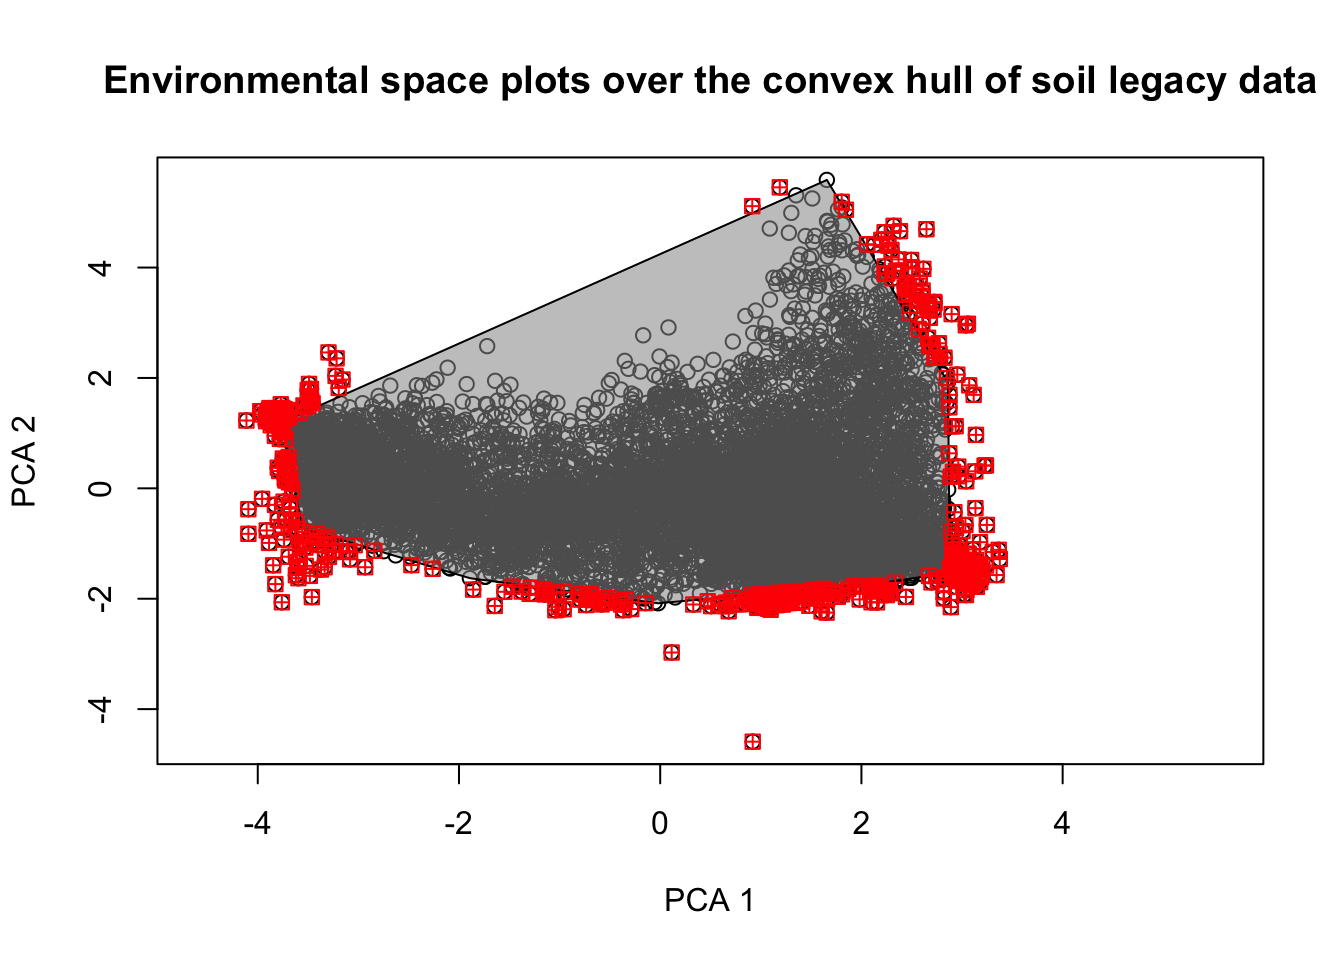 Environmental space plots over the convex hull of soil legacy data
PCA 2
4
2
0
-2
-4
-4 -2 0 2 4
PCA 1